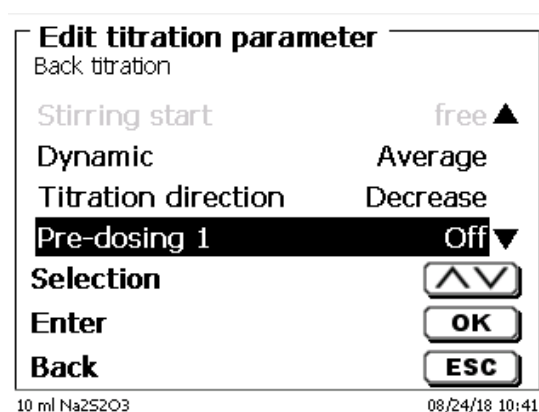 Edit titration parameter
Back titration
Stirring start free
Dynamic Average
Titration direction Decrease
Pre-dosing 1 Off
Selection
Enter OK
Back ESC
10 ml Na2S2O3 08/24/18 10:41